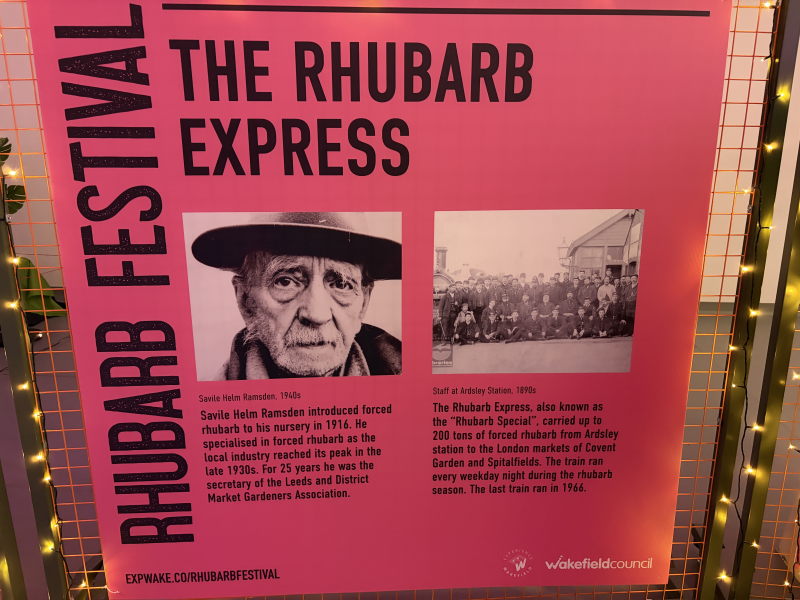 RHUBARB FESTIVAL
THE RHUBARB
EXPRESS
Savile Helm Ramsden, 1940s
Savile Helm Ramsden introduced forced
rhubarb to his nursery in 1916. He
specialised in forced rhubarb as the
local industry reached its peak in the
late 1930s. For 25 years he was the
secretary of the Leeds and District
Market Gardeners Association.
Staff at Ardsley Station, 1890s
The Rhubarb Express, also known as
the “Rhubarb Special”, carried up to
200 tons of forced rhubarb from Ardsley
station to the London markets of Covent
Garden and Spitalfields. The train ran
every weekday night during the rhubarb
season. The last train ran in 1966.
EXPWAKE.CO/RHUBARBFESTIVAL
EXPERIENCE
WAKEFIELD
wakefieldcouncil